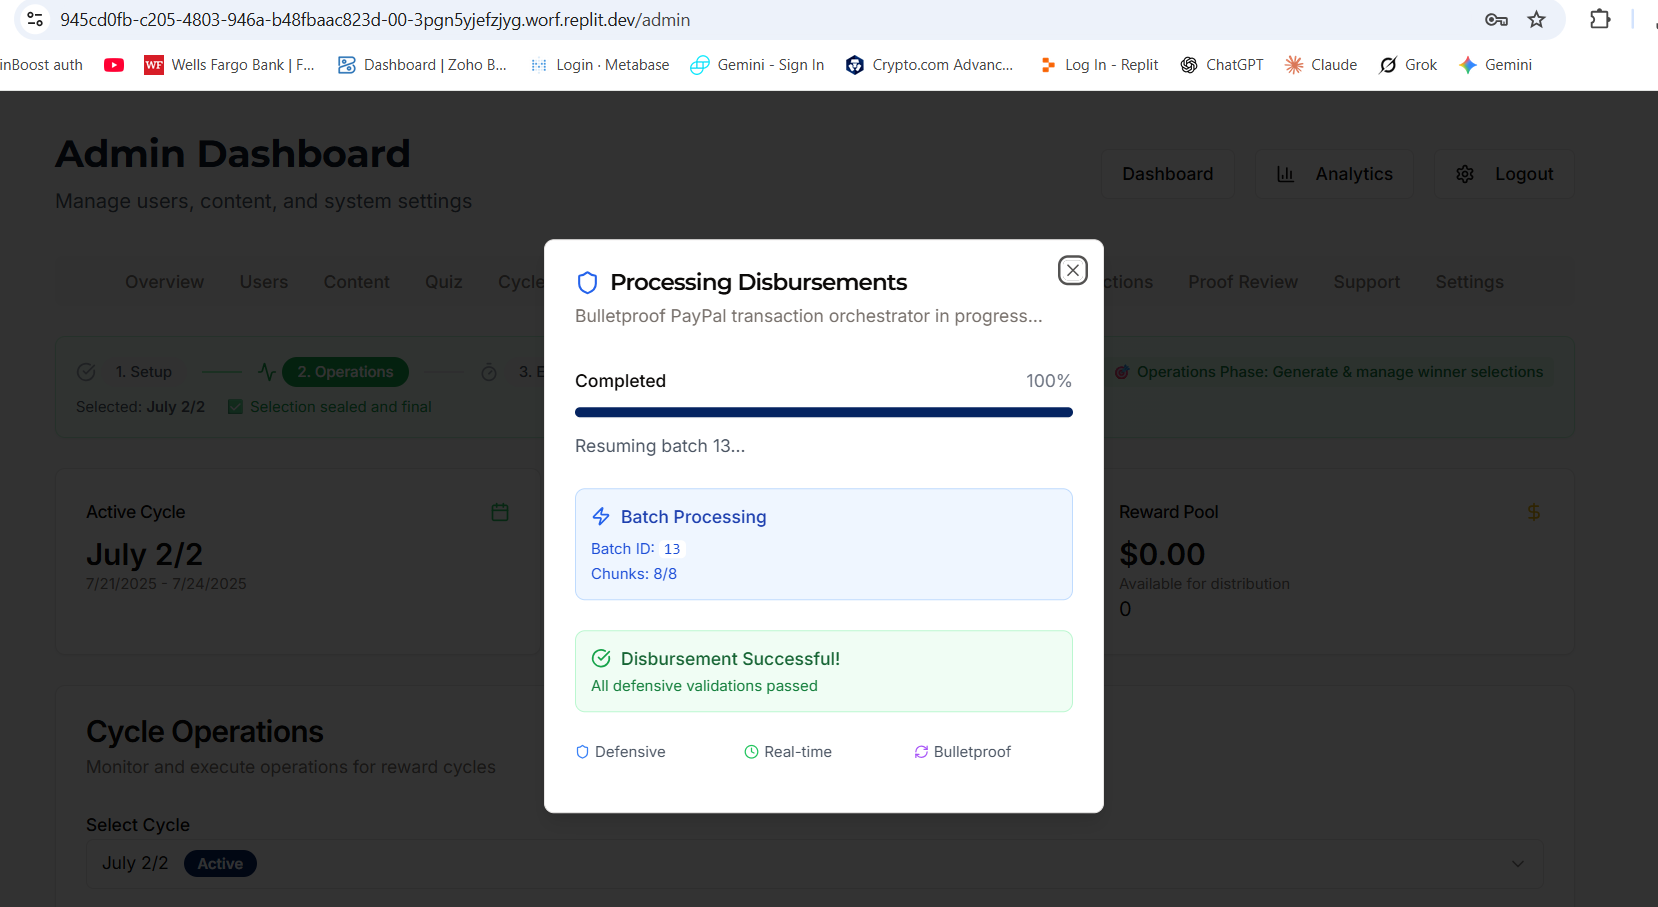 945cd0fb-c205-4803-946a-b48fbaac823d-00-3pgn5yjefzjyg.worf.replit.dev/admin
inBoost auth
WF Wells Fargo Bank | F...
Dashboard | Zoho B...
Login · Metabase
Gemini - Sign In
Crypto.com Advanc...
Log In - Replit
ChatGPT
Claude
Grok
Gemini
Admin Dashboard
Manage users, content, and system settings
Dashboard
Analytics
Logout
Overview
Users
Content
Quiz
Cycle
ctions
Proof Review
Support
Settings
1. Setup
2. Operations
3. E
Operations Phase: Generate & manage winner selections
Selected: July 2/2
Selection sealed and final
Active Cycle
July 2/2
7/21/2025 - 7/24/2025
Reward Pool
$
$0.00
Available for distribution
0
Cycle Operations
Monitor and execute operations for reward cycles
Select Cycle
July 2/2 Active
Processing Disbursements
Bulletproof PayPal transaction orchestrator in progress...
Completed 100%
Resuming batch 13...
Batch Processing
Batch ID: 13
Chunks: 8/8
Disbursement Successful!
All defensive validations passed
Defensive
Real-time
Bulletproof